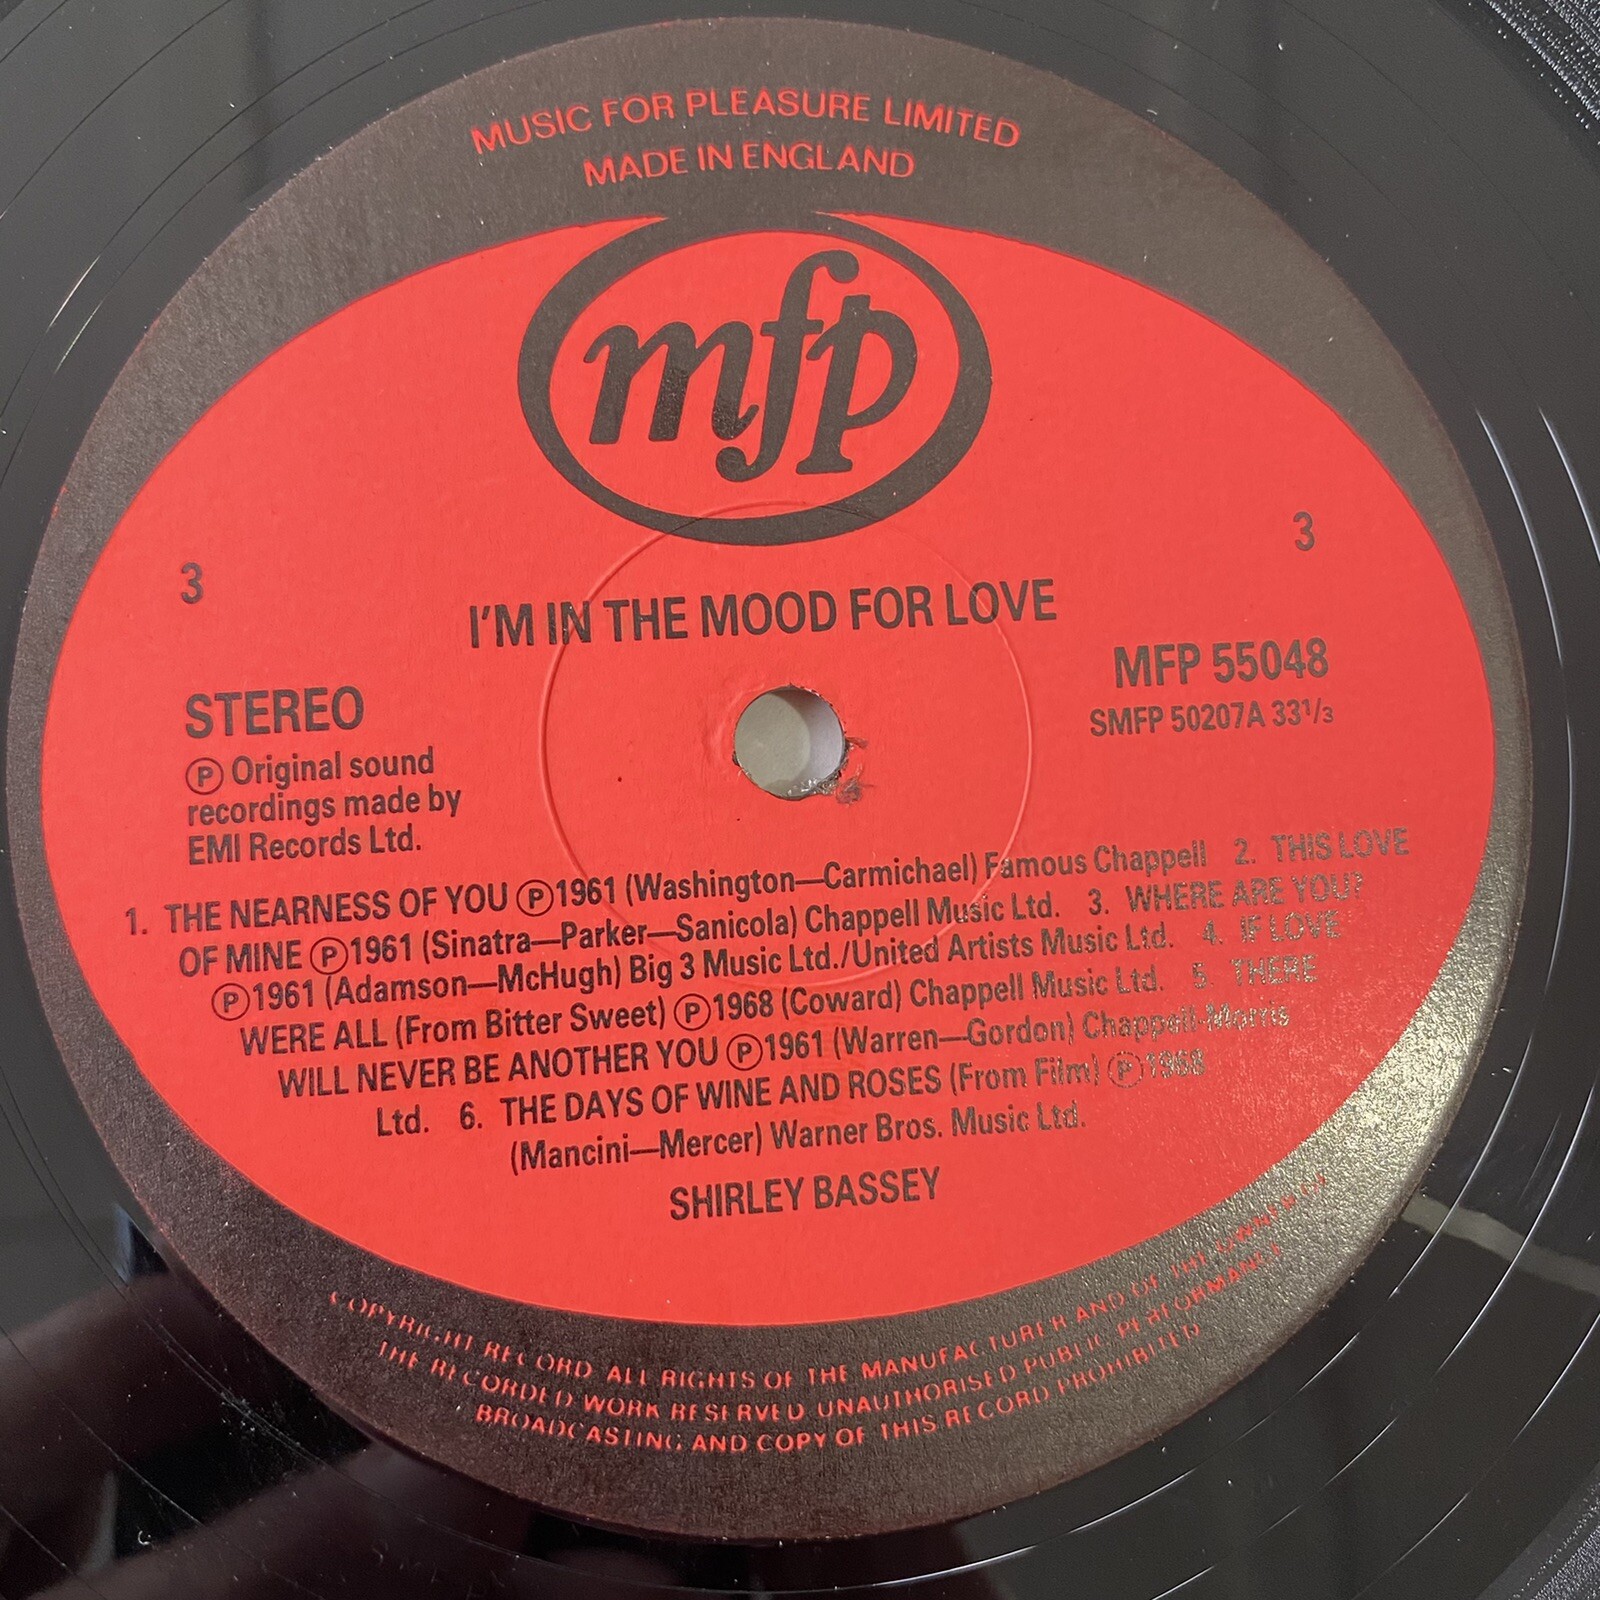 MUSIC FOR PLEASURE LIMITED
MADE IN ENGLAND
mfp
3 3
I'M IN THE MOOD FOR LOVE
STEREO
MFP 55048
SMFP 50207A 33¹/₃
Ⓟ Original sound
recordings made by
EMI Records Ltd.
1. THE NEARNESS OF YOU Ⓟ1961 (Washington—Carmichael) Famous Chappell 2. THIS LOVE
OF MINE Ⓟ1961 (Sinatra—Parker—Sanicola) Chappell Music Ltd. 3. WHERE ARE YOU?
Ⓟ1961 (Adamson—McHugh) Big 3 Music Ltd./United Artists Music Ltd. 4. IF LOVE
WERE ALL (From Bitter Sweet) Ⓟ1968 (Coward) Chappell Music Ltd. 5. THERE
WILL NEVER BE ANOTHER YOU Ⓟ1961 (Warren—Gordon) Chappell-Morris
Ltd. 6. THE DAYS OF WINE AND ROSES (From Film) Ⓟ1968
(Mancini—Mercer) Warner Bros. Music Ltd.
SHIRLEY BASSEY
COPYRIGHT RECORD ALL RIGHTS OF THE MANUFACTURER AND OF THE OWNER OF
THE RECORDED WORK RESERVED UNAUTHORISED PUBLIC PERFORMANCE
BROADCASTING AND COPY OF THIS RECORD PROHIBITED